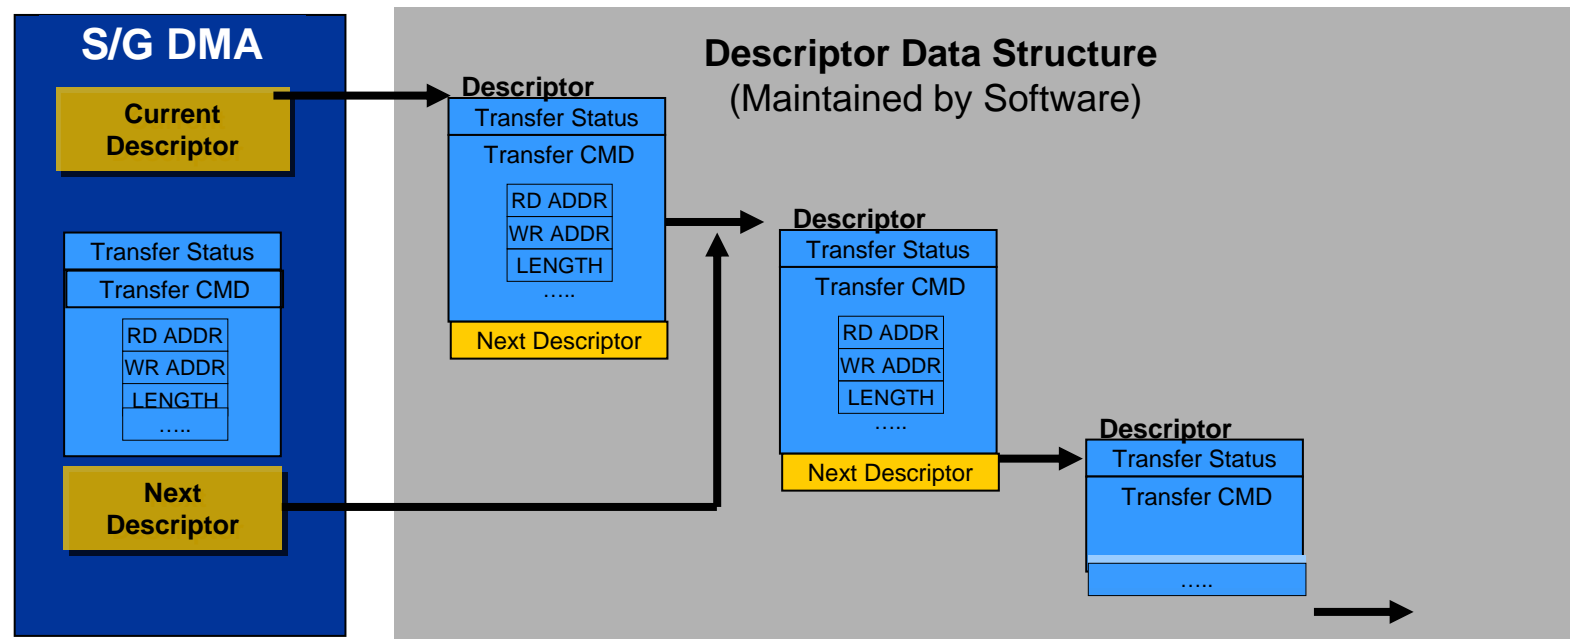 S/G DMA
Current
Descriptor
Transfer Status
Transfer CMD
RD ADDR
WR ADDR
LENGTH
…..
Next
Descriptor
Descriptor Data Structure
(Maintained by Software)
Descriptor
Transfer Status
Transfer CMD
RD ADDR
WR ADDR
LENGTH
…..
Next Descriptor
Descriptor
Transfer Status
Transfer CMD
RD ADDR
WR ADDR
LENGTH
…..
Next Descriptor
Descriptor
Transfer Status
Transfer CMD
…..